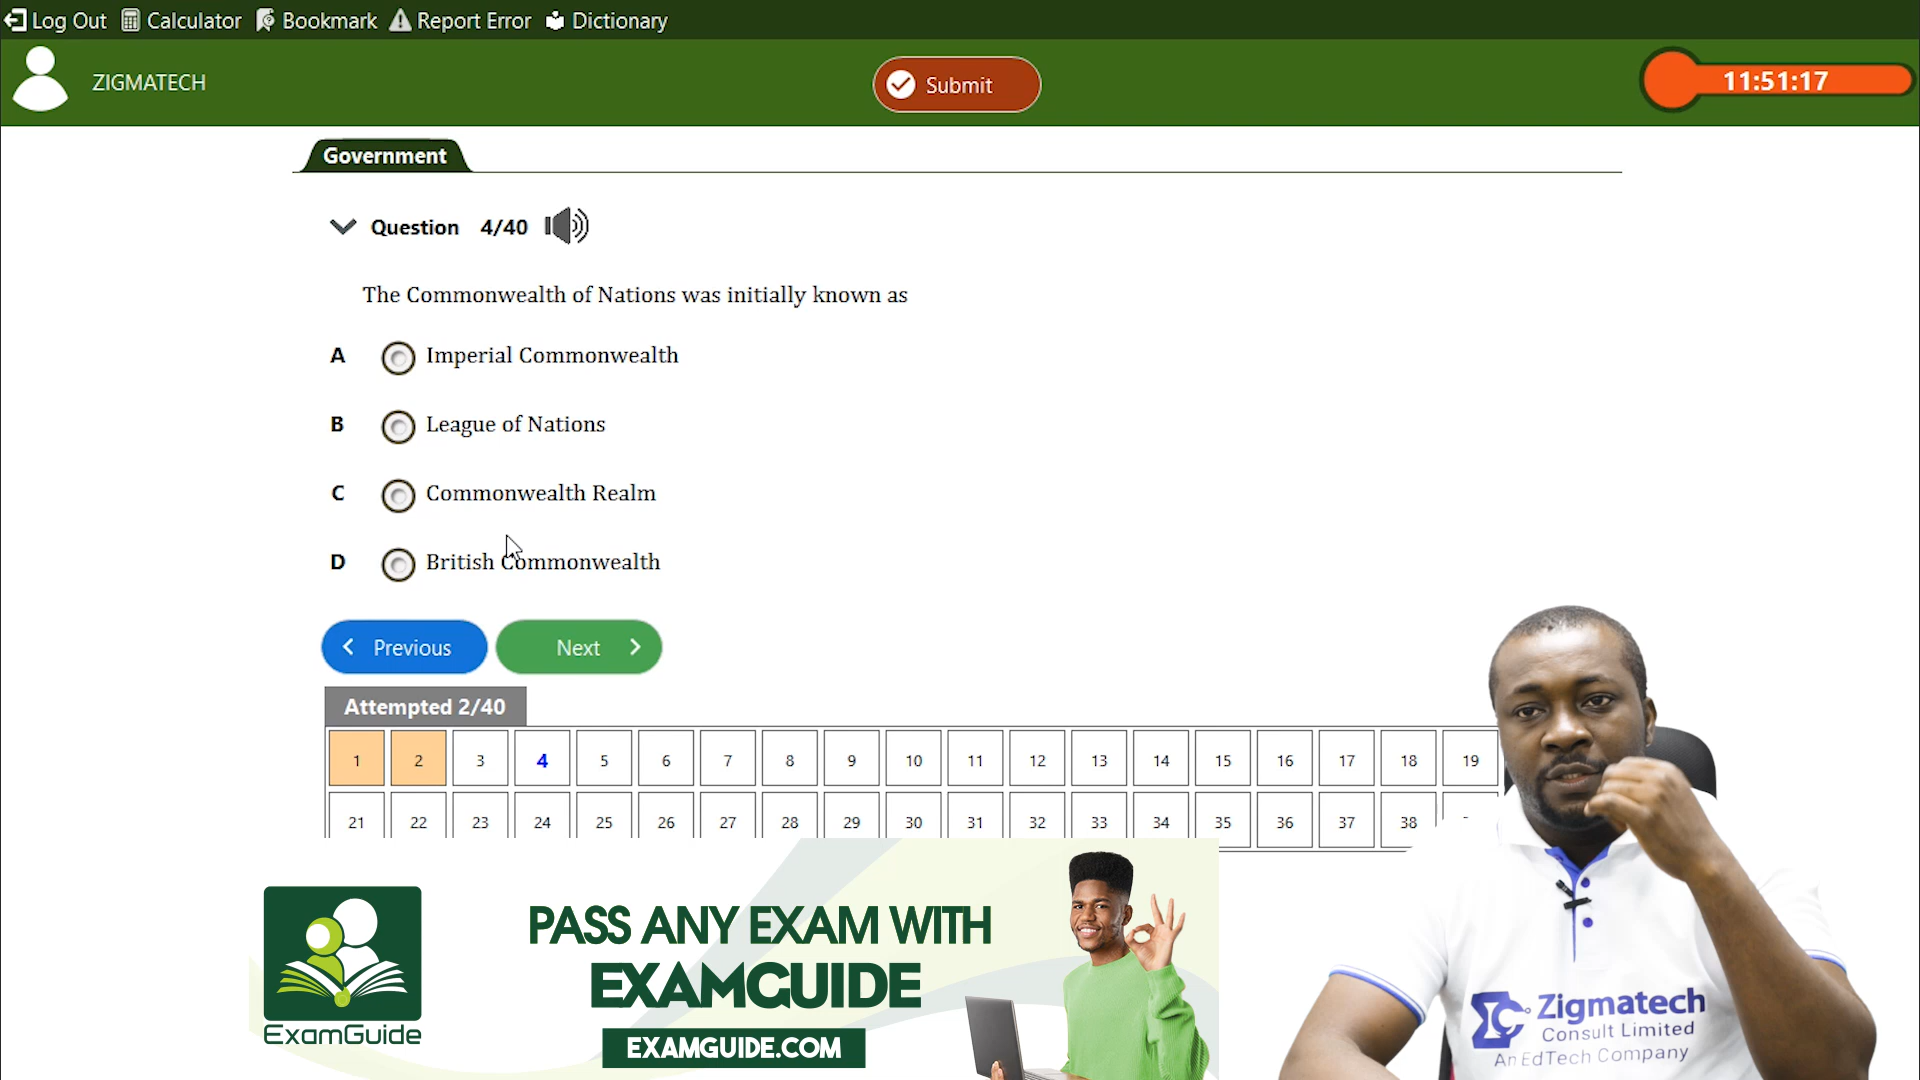 Log Out Calculator Bookmark Report Error Dictionary
ZIGMATECH
Submit
11:51:17
Government
Question 4/40
The Commonwealth of Nations was initially known as
A Imperial Commonwealth
B League of Nations
C Commonwealth Realm
D British Commonwealth
Previous
Next
Attempted 2/40
1 2 3 4 5 6 7 8 9 10 11 12 13 14 15 16 17 18 19
21 22 23 24 25 26 27 28 29 30 31 32 33 34 35 36 37 38
ExamGuide
PASS ANY EXAM WITH
EXAMGUIDE
EXAMGUIDE.COM
Zigmatech
Consult Limited
An EdTech Company